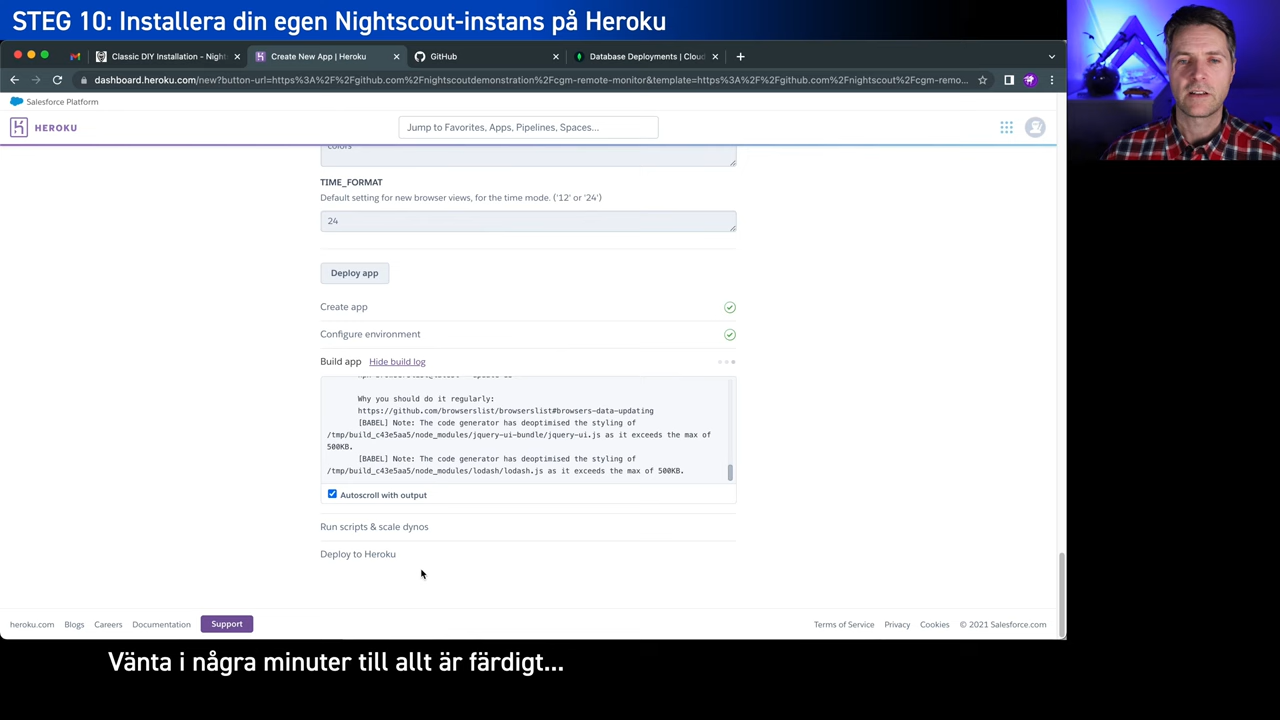 STEG 10: Installera din egen Nightscout-instans på Heroku
Classic DIY Installation - Night
Create New App | Heroku
GitHub
Database Deployments | Cloud
dashboard.heroku.com/new?button-url=https%3A%2F%2Fgithub.com%2Fnightscoutdemonstration%2Fcgm-remote-monitor&template=https%3A%2F%2Fgithub.com%2Fnightscout%2Fcgm-remo...
Salesforce Platform
HEROKU
Jump to Favorites, Apps, Pipelines, Spaces...
colors
TIME_FORMAT
Default setting for new browser views, for the time mode. ('12' or '24')
24
Deploy app
Create app
Configure environment
Build app Hide build log
Why you should do it regularly:
https://github.com/browserslist/browserslist#browsers-data-updating
[BABEL] Note: The code generator has deoptimised the styling of
/tmp/build_c43e5aa5/node_modules/jquery-ui-bundle/jquery-ui.js as it exceeds the max of
500KB.
[BABEL] Note: The code generator has deoptimised the styling of
/tmp/build_c43e5aa5/node_modules/lodash/lodash.js as it exceeds the max of 500KB.
Autoscroll with output
Run scripts & scale dynos
Deploy to Heroku
heroku.com Blogs Careers Documentation Support Terms of Service Privacy Cookies © 2021 Salesforce.com
Vänta i några minuter till allt är färdigt...